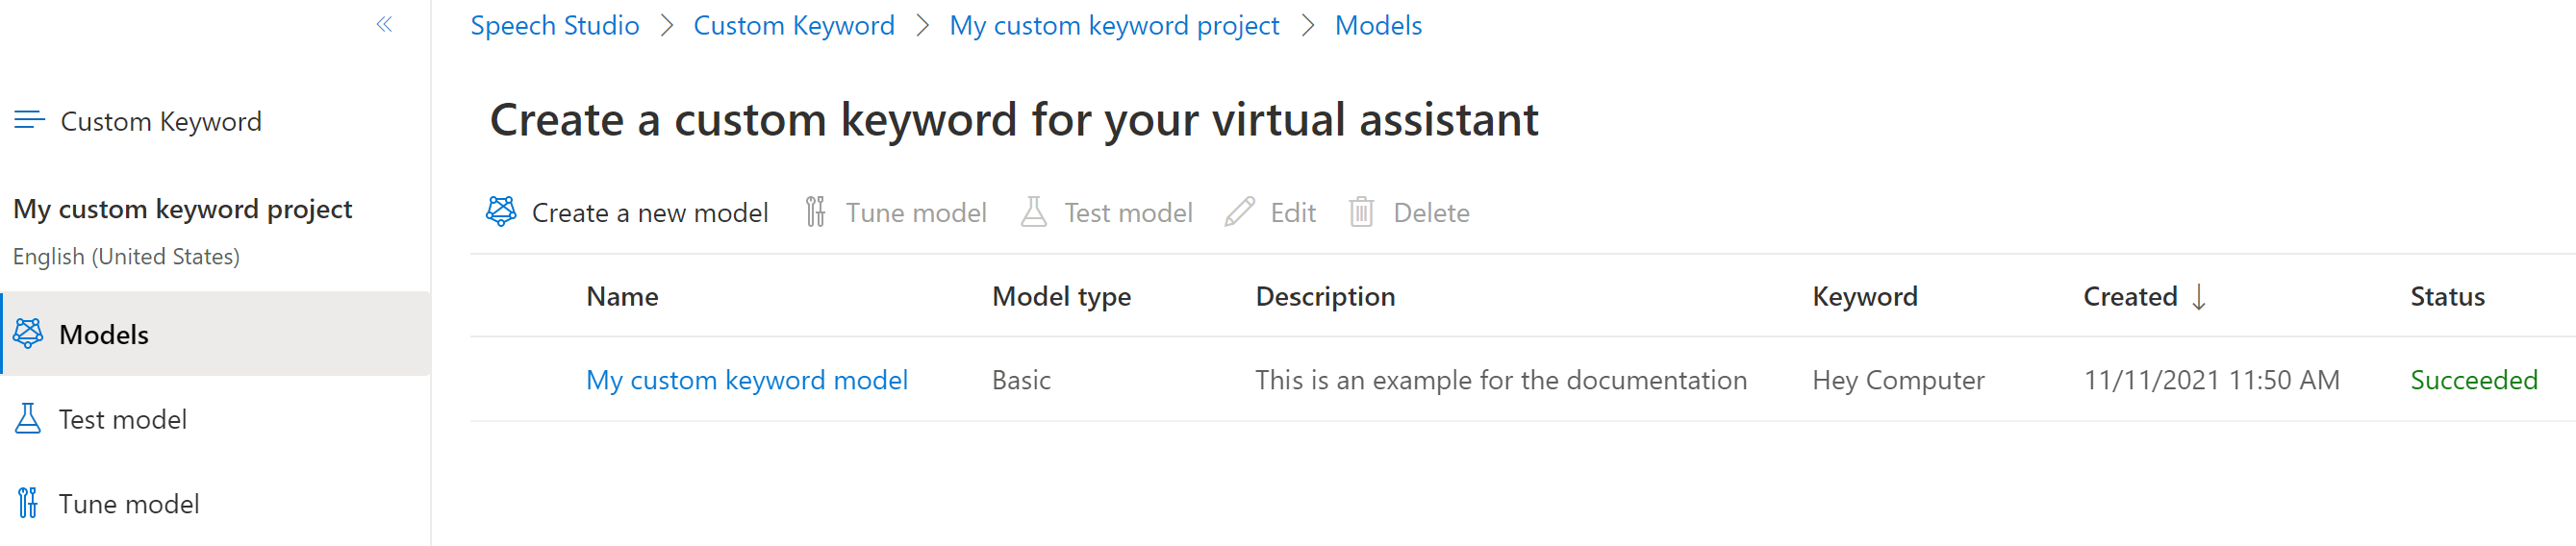 Speech Studio > Custom Keyword > My custom keyword project > Models
Custom Keyword
My custom keyword project
English (United States)
Models
Test model
Tune model
Create a custom keyword for your virtual assistant
Create a new model Tune model Test model Edit Delete
Name Model type Description Keyword Created ↓ Status
My custom keyword model Basic This is an example for the documentation Hey Computer 11/11/2021 11:50 AM Succeeded